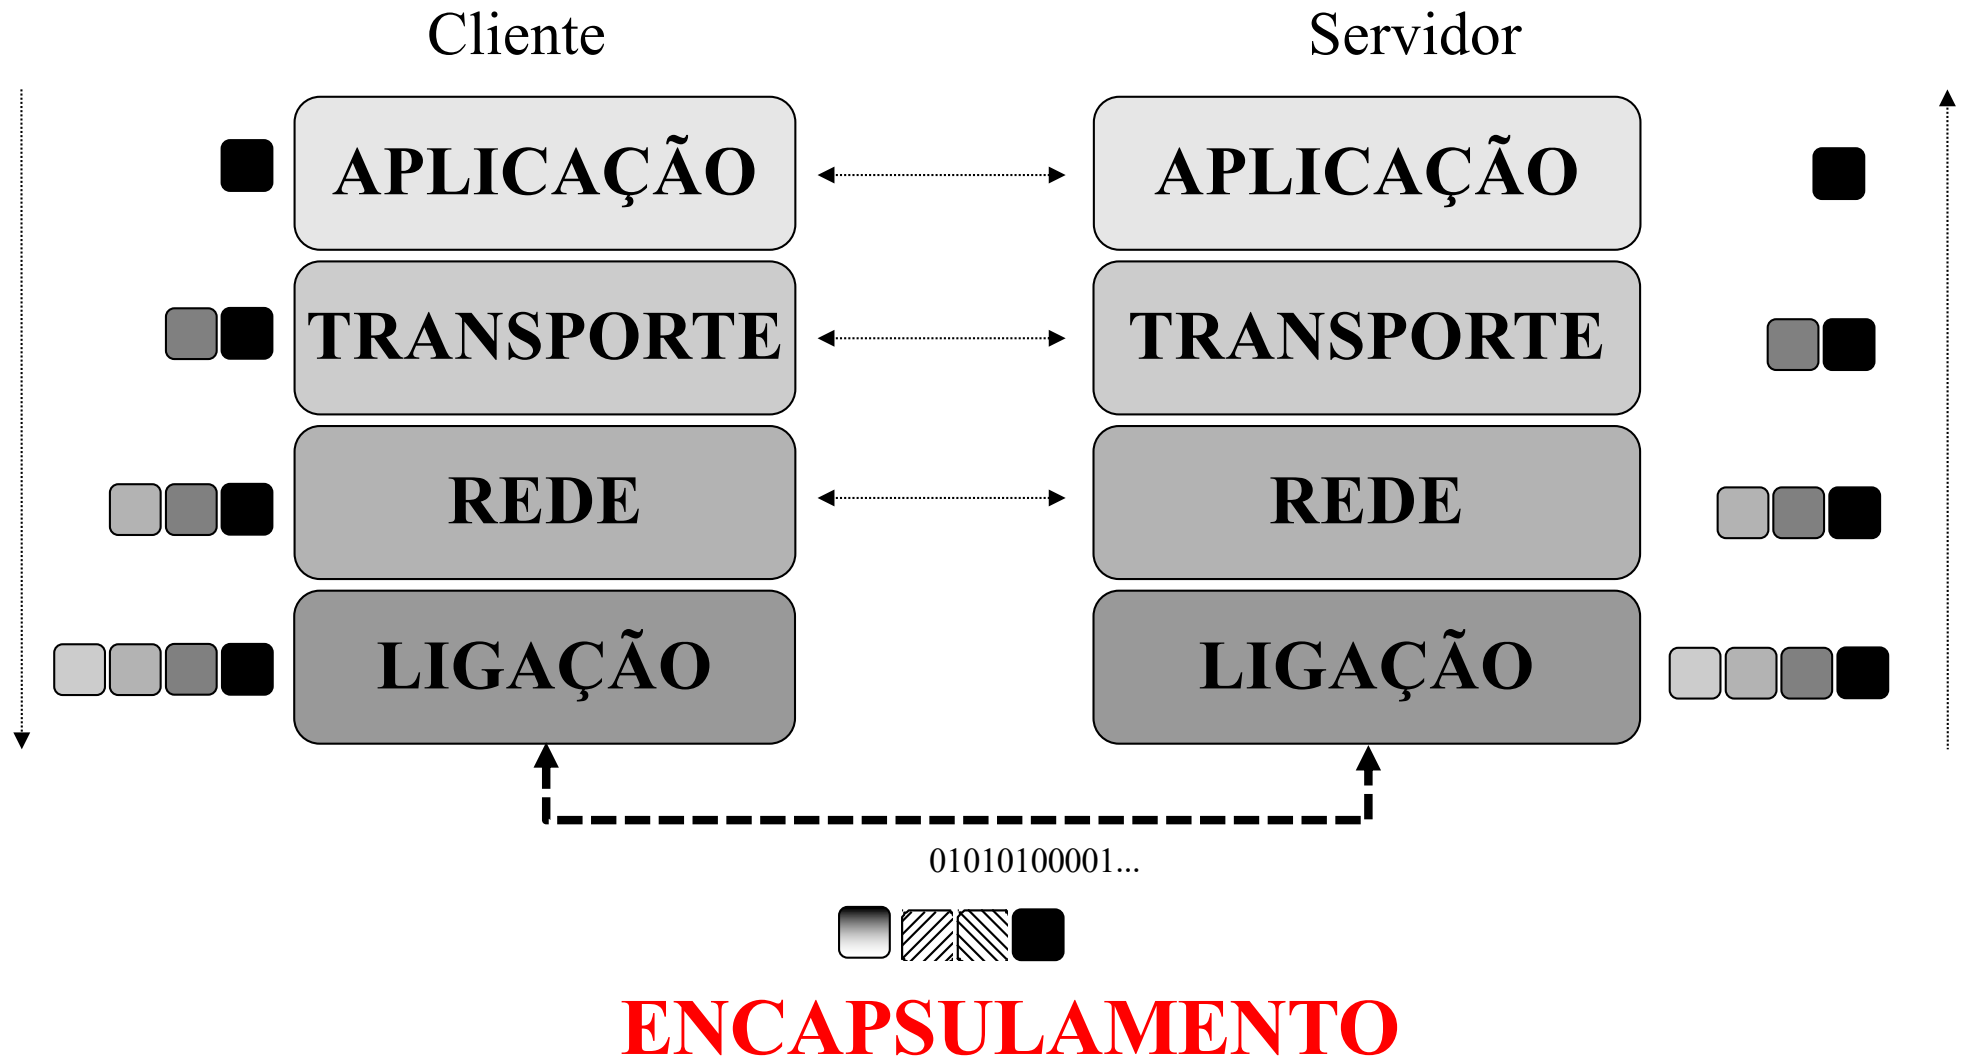 Cliente Servidor
APLICAÇÃO APLICAÇÃO
TRANSPORTE TRANSPORTE
REDE REDE
LIGAÇÃO LIGAÇÃO
01010100001...
ENCAPSULAMENTO